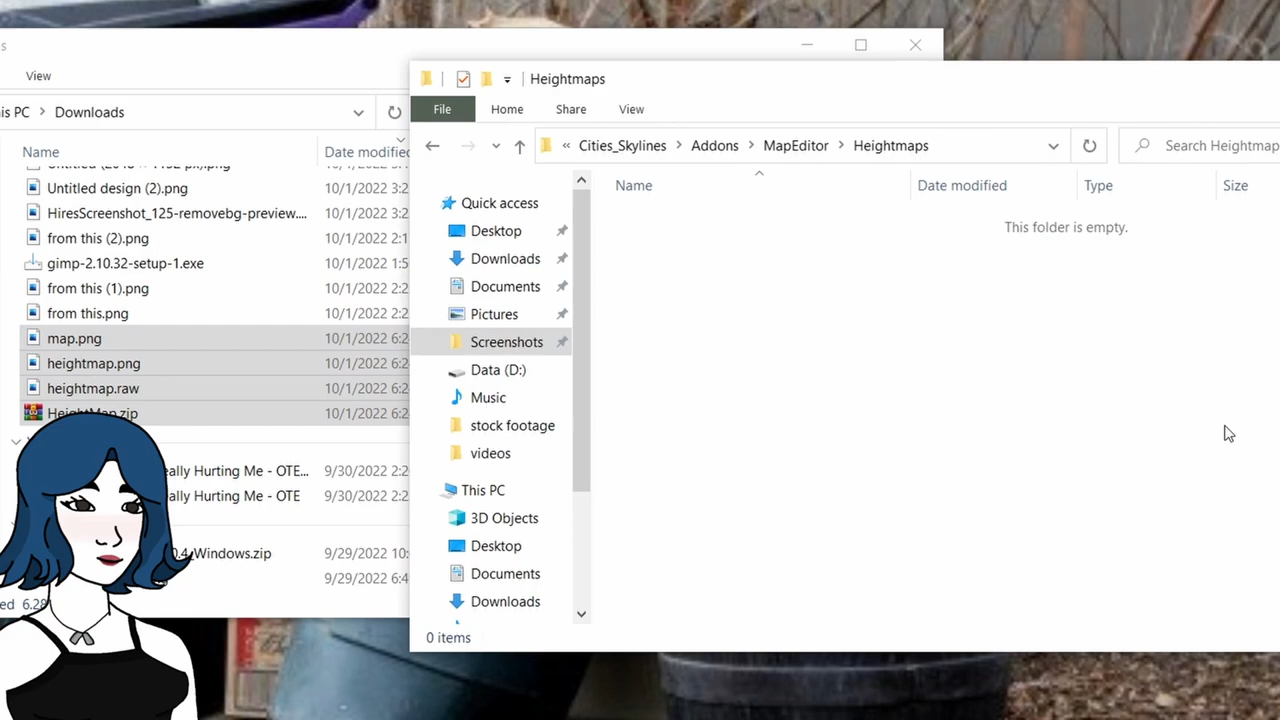 s
View
is PC > Downloads
Name
Date modified
Untitled design (2).png
10/1/2022 3:2
HiresScreenshot_125-removebg-preview....
10/1/2022 3:2
from this (2).png
10/1/2022 2:1
gimp-2.10.32-setup-1.exe
10/1/2022 1:5
from this (1).png
10/1/2022 2:2
from this.png
10/1/2022 2:2
map.png
10/1/2022 6:2
heightmap.png
10/1/2022 6:2
heightmap.raw
10/1/2022 6:2
HeightMap.zip
10/1/2022 6:2
eally Hurting Me - OTE...
9/30/2022 2:2
eally Hurting Me - OTE
9/30/2022 2:2
0.4_Windows.zip
9/29/2022 10:
9/29/2022 6:4
ed 6.28
Heightmaps
File
Home
Share
View
« Cities_Skylines > Addons > MapEditor > Heightmaps
Search Heightmap
Name
Date modified
Type
Size
This folder is empty.
Quick access
Desktop
Downloads
Documents
Pictures
Screenshots
Data (D:)
Music
stock footage
videos
This PC
3D Objects
Desktop
Documents
Downloads
0 items